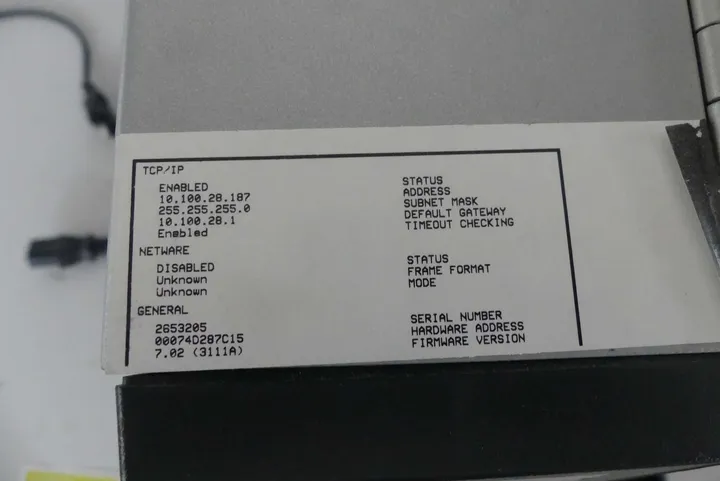 TCP/IP
ENABLED STATUS
10.100.28.187 ADDRESS
255.255.255.0 SUBNET MASK
10.100.28.1 DEFAULT GATEWAY
Enabled TIMEOUT CHECKING
NETWARE
DISABLED STATUS
Unknown FRAME FORMAT
Unknown MODE
GENERAL
2653205 SERIAL NUMBER
00074D287C15 HARDWARE ADDRESS
7.02 (3111A) FIRMWARE VERSION